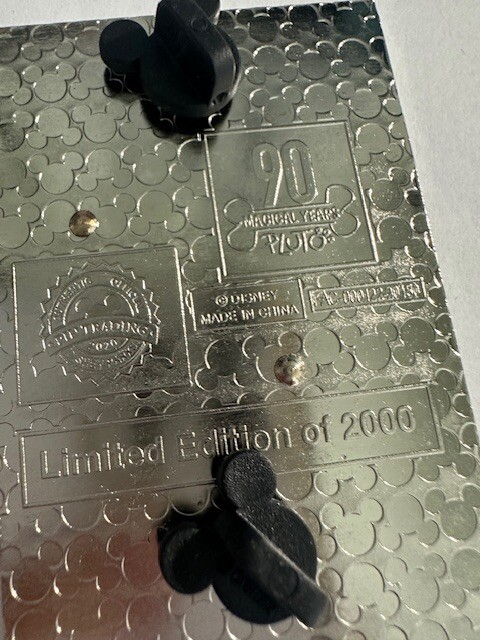 90
MAGICAL YEARS
PLUTO
© DISNEY
MADE IN CHINA
PIN TRADING
2020
Limited Edition of 2000